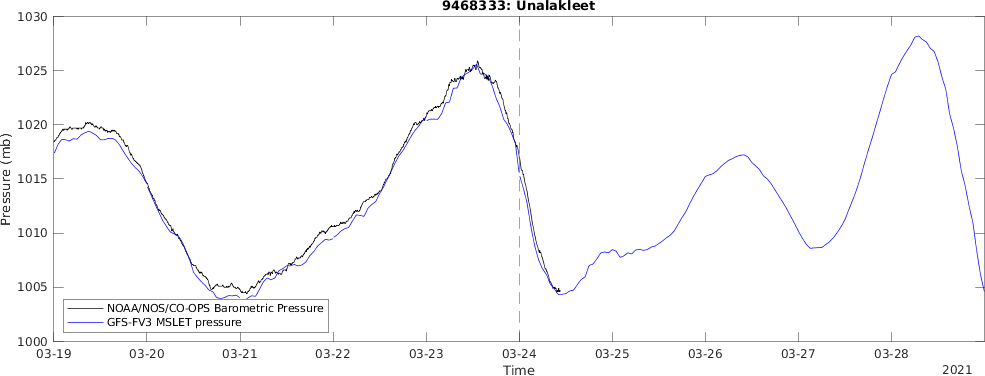 9468333: Unalakleet
Pressure (mb)
1030
1025
1020
1015
1010
1005
1000
NOAA/NOS/CO-OPS Barometric Pressure
GFS-FV3 MSLET pressure
03-19 03-20 03-21 03-22 03-23 03-24 03-25 03-26 03-27 03-28
Time
2021